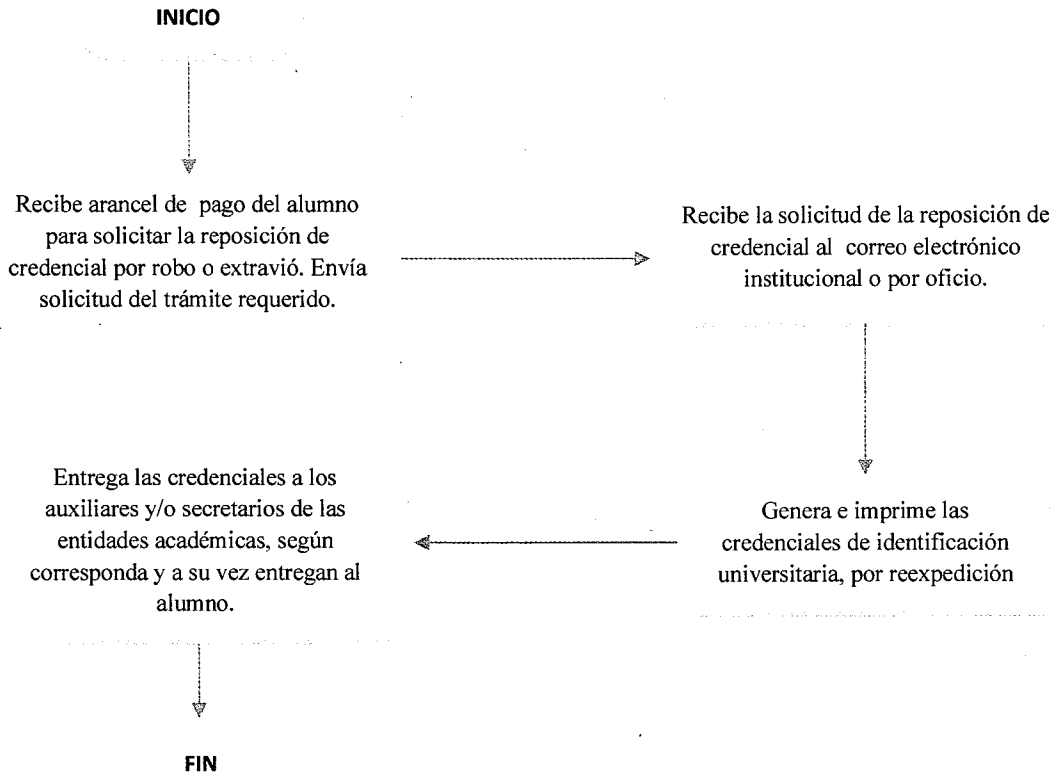 INICIO
Recibe arancel de pago del alumno
para solicitar la reposición de
credencial por robo o extravió. Envía
solicitud del trámite requerido.
Recibe la solicitud de la reposición de
credencial al correo electrónico
institucional o por oficio.
Genera e imprime las
credenciales de identificación
universitaria, por reexpedición
Entrega las credenciales a los
auxiliares y/o secretarios de las
entidades académicas, según
corresponda y a su vez entregan al
alumno.
FIN